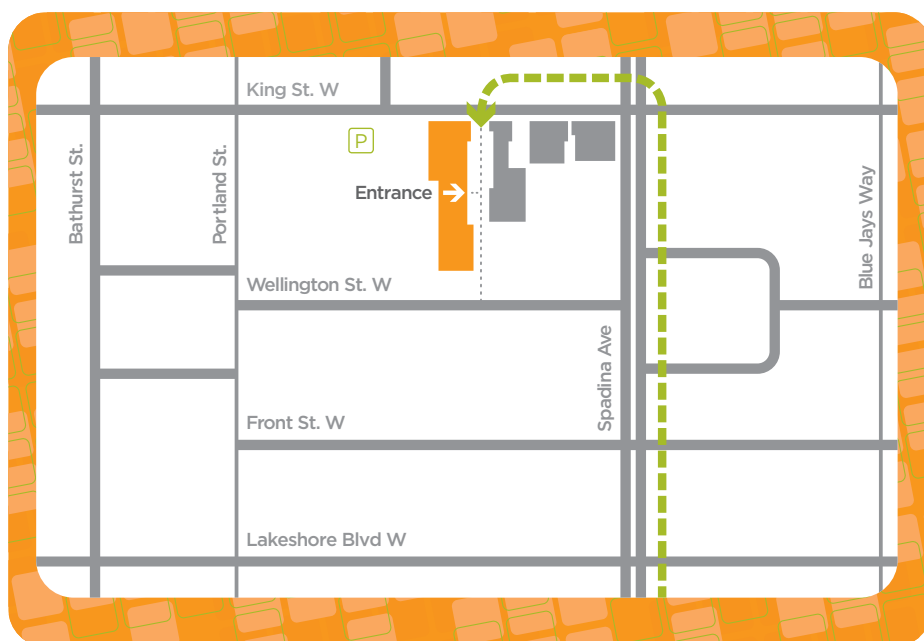 King St. W
P
Bathurst St.
Portland St.
Entrance
Blue Jays Way
Wellington St. W
Spadina Ave
Front St. W
Lakeshore Blvd W